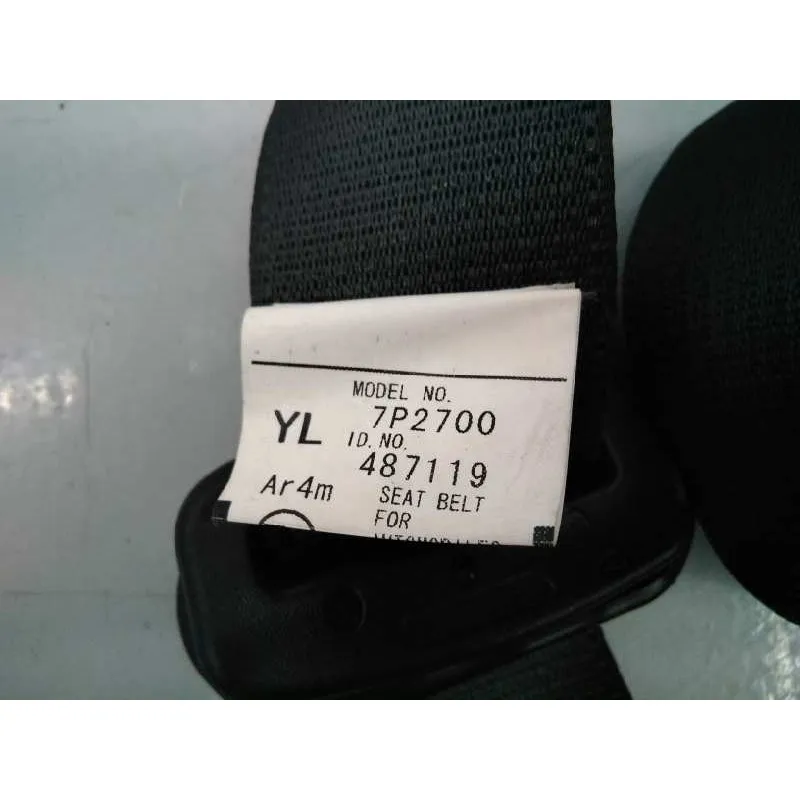 MODEL NO.
7P2700
YL
ID.NO.
487119
Ar4m
SEAT BELT
FOR